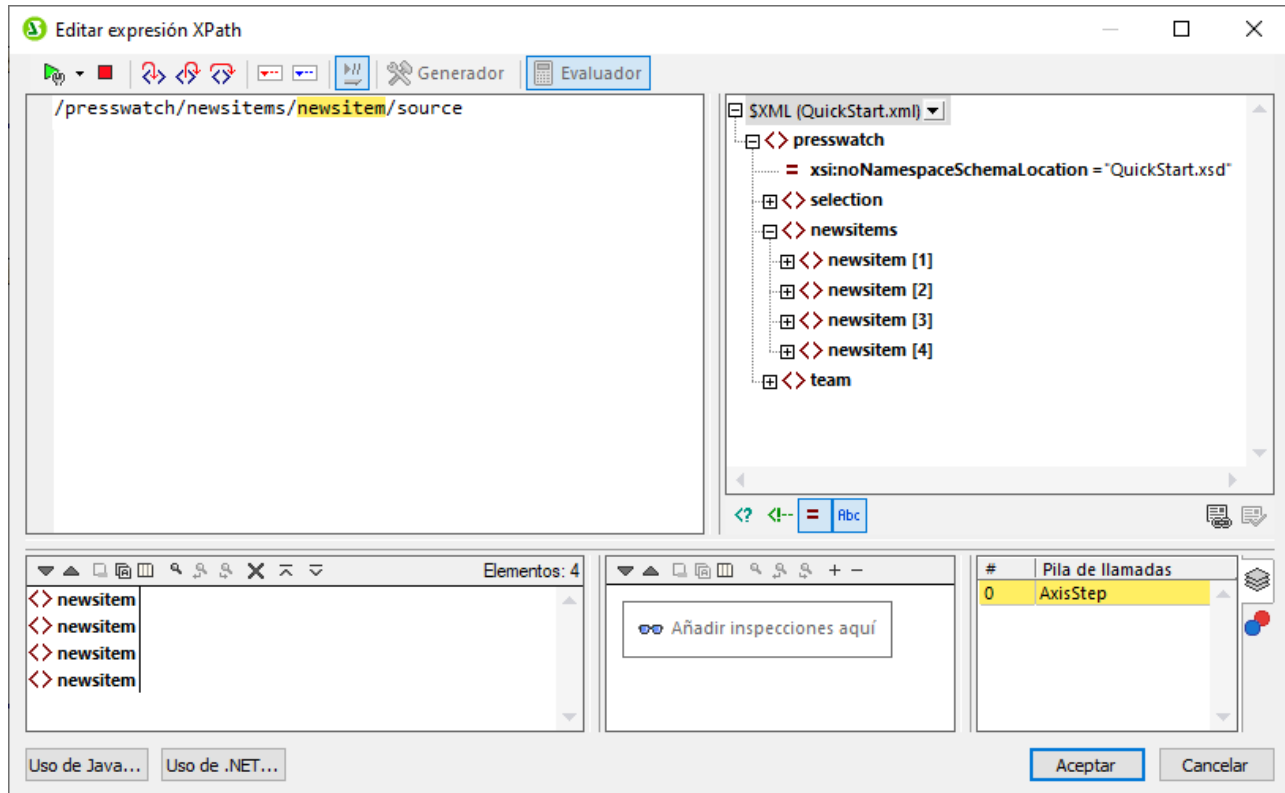 Editar expresión XPath
Generador
Evaluador
/presswatch/newsitems/newsitem/source
$XML (QuickStart.xml)
<> presswatch
= xsi:noNamespaceSchemaLocation ="QuickStart.xsd"
<> selection
<> newsitems
<> newsitem [1]
<> newsitem [2]
<> newsitem [3]
<> newsitem [4]
<> team
<? <!-- = Abc
Elementos: 4
<> newsitem
<> newsitem
<> newsitem
<> newsitem
Añadir inspecciones aquí
# Pila de llamadas
0 AxisStep
Uso de Java... Uso de .NET...
Aceptar Cancelar